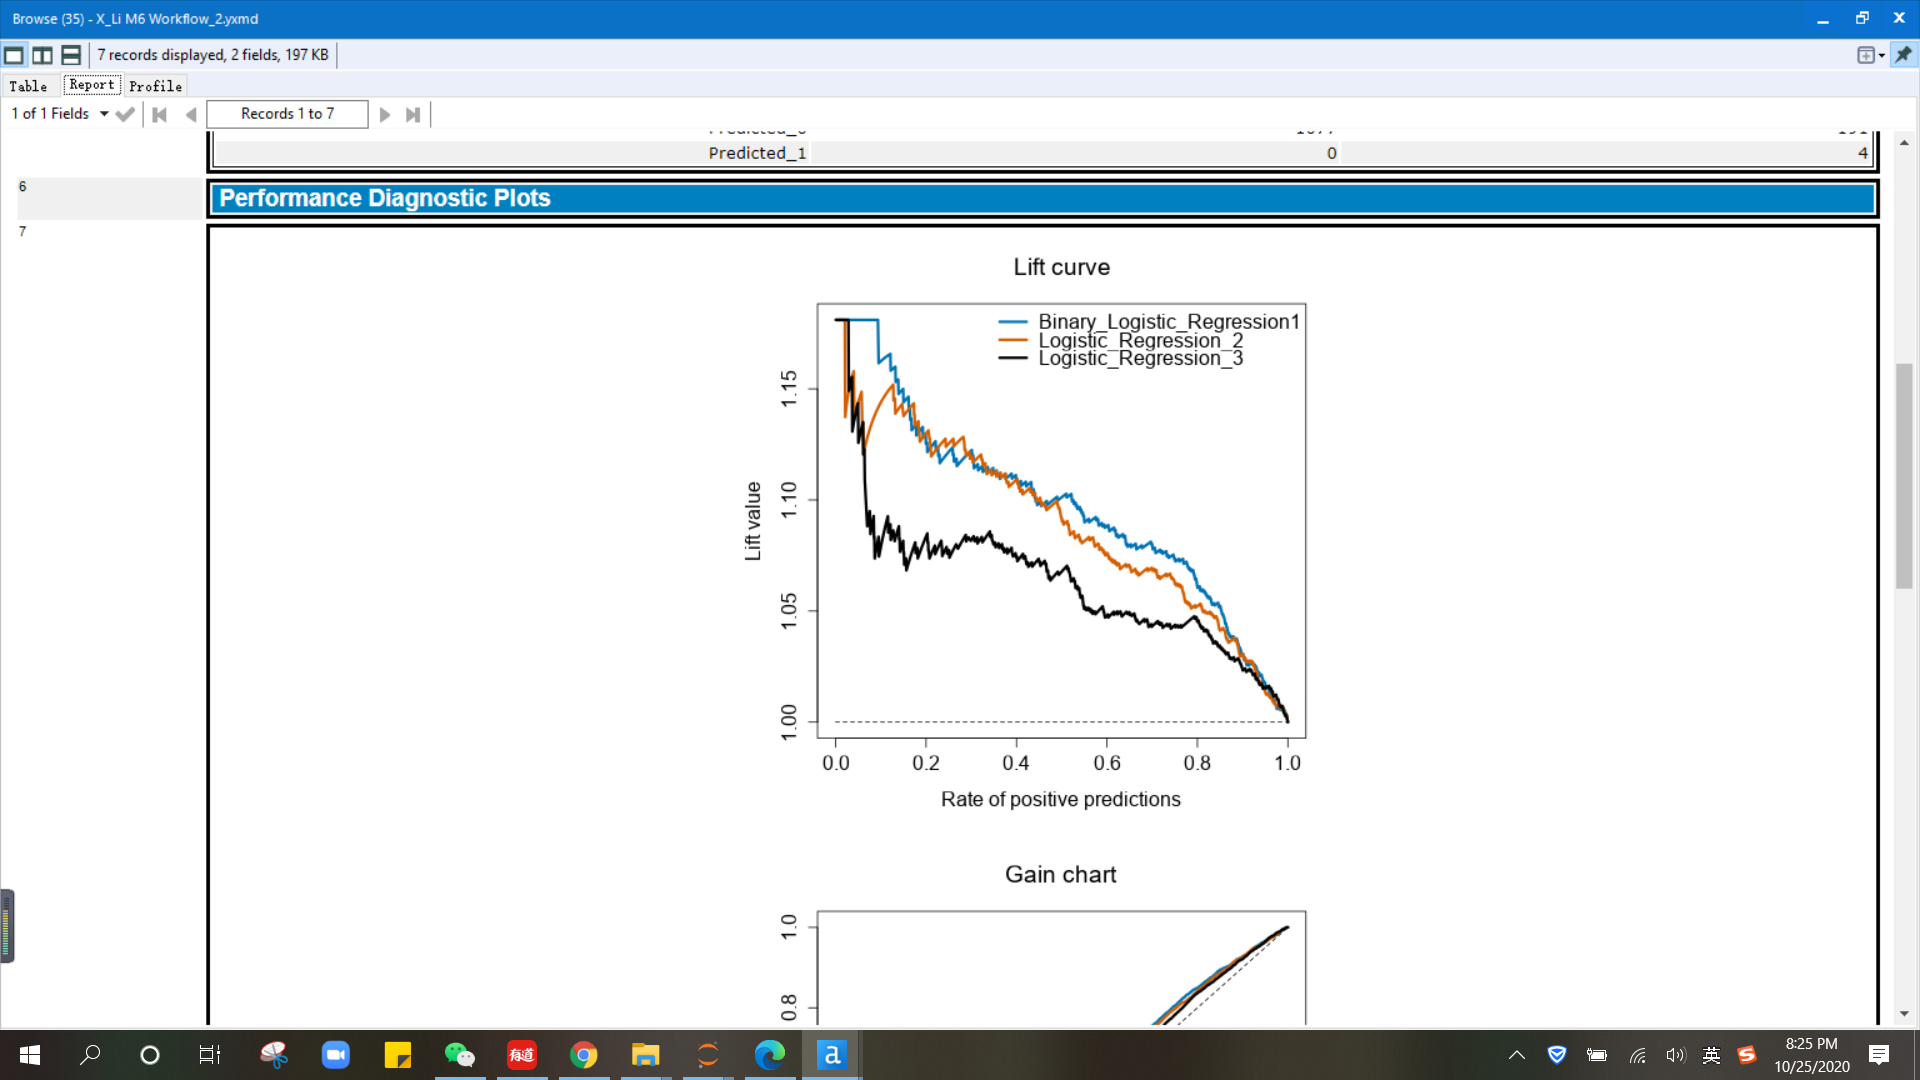 Browse (35) - X_Li M6 Workflow_2.yxmd
7 records displayed, 2 fields, 197 KB
Table Report Profile
1 of 1 Fields Records 1 to 7
Predicted_1 0 4
6
Performance Diagnostic Plots
7
Lift curve
Binary_Logistic_Regression1
Logistic_Regression_2
Logistic_Regression_3
1.15
1.10
1.05
1.00
Lift value
0.0 0.2 0.4 0.6 0.8 1.0
Rate of positive predictions
Gain chart
1.0
0.8
有道
a
英
S
8:25 PM
10/25/2020